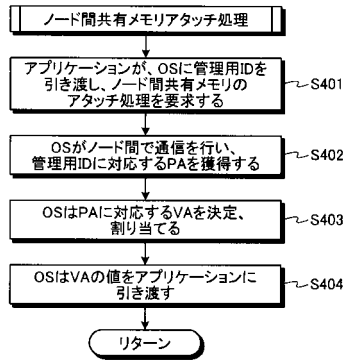 ノード間共有メモリアタッチ処理
アプリケーションが、OSに管理用IDを
引き渡し、ノード間共有メモリの
アタッチ処理を要求する
S401
OSがノード間で通信を行い、
管理用IDに対応するPAを獲得する
S402
OSはPAに対応するVAを決定、
割り当てる
S403
OSはVAの値をアプリケーションに
引き渡す
S404
リターン